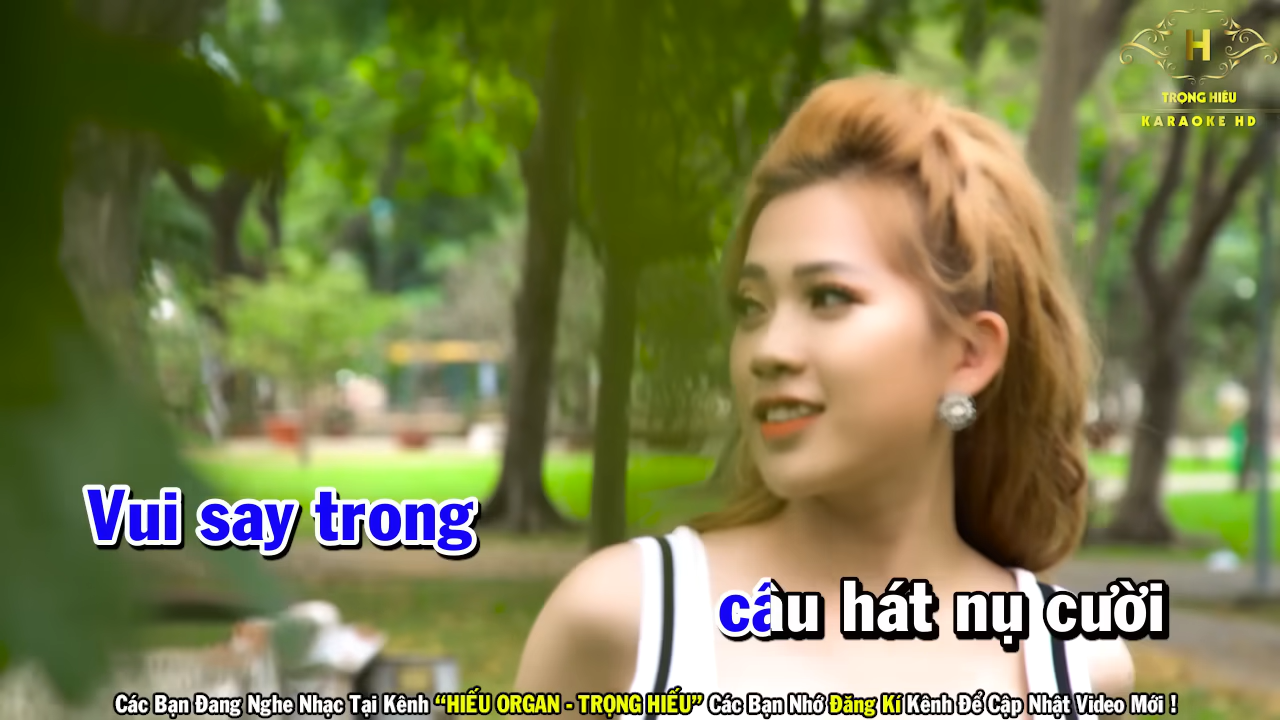 H
TRỌNG HIẾU
KARAOKE HD
Vui say trong
câu hát nụ cười
Các Bạn Đang Nghe Nhạc Tại Kênh “HIẾU ORGAN - TRỌNG HIẾU” Các Bạn Nhớ Đăng Kí Kênh Để Cập Nhật Video Mới !